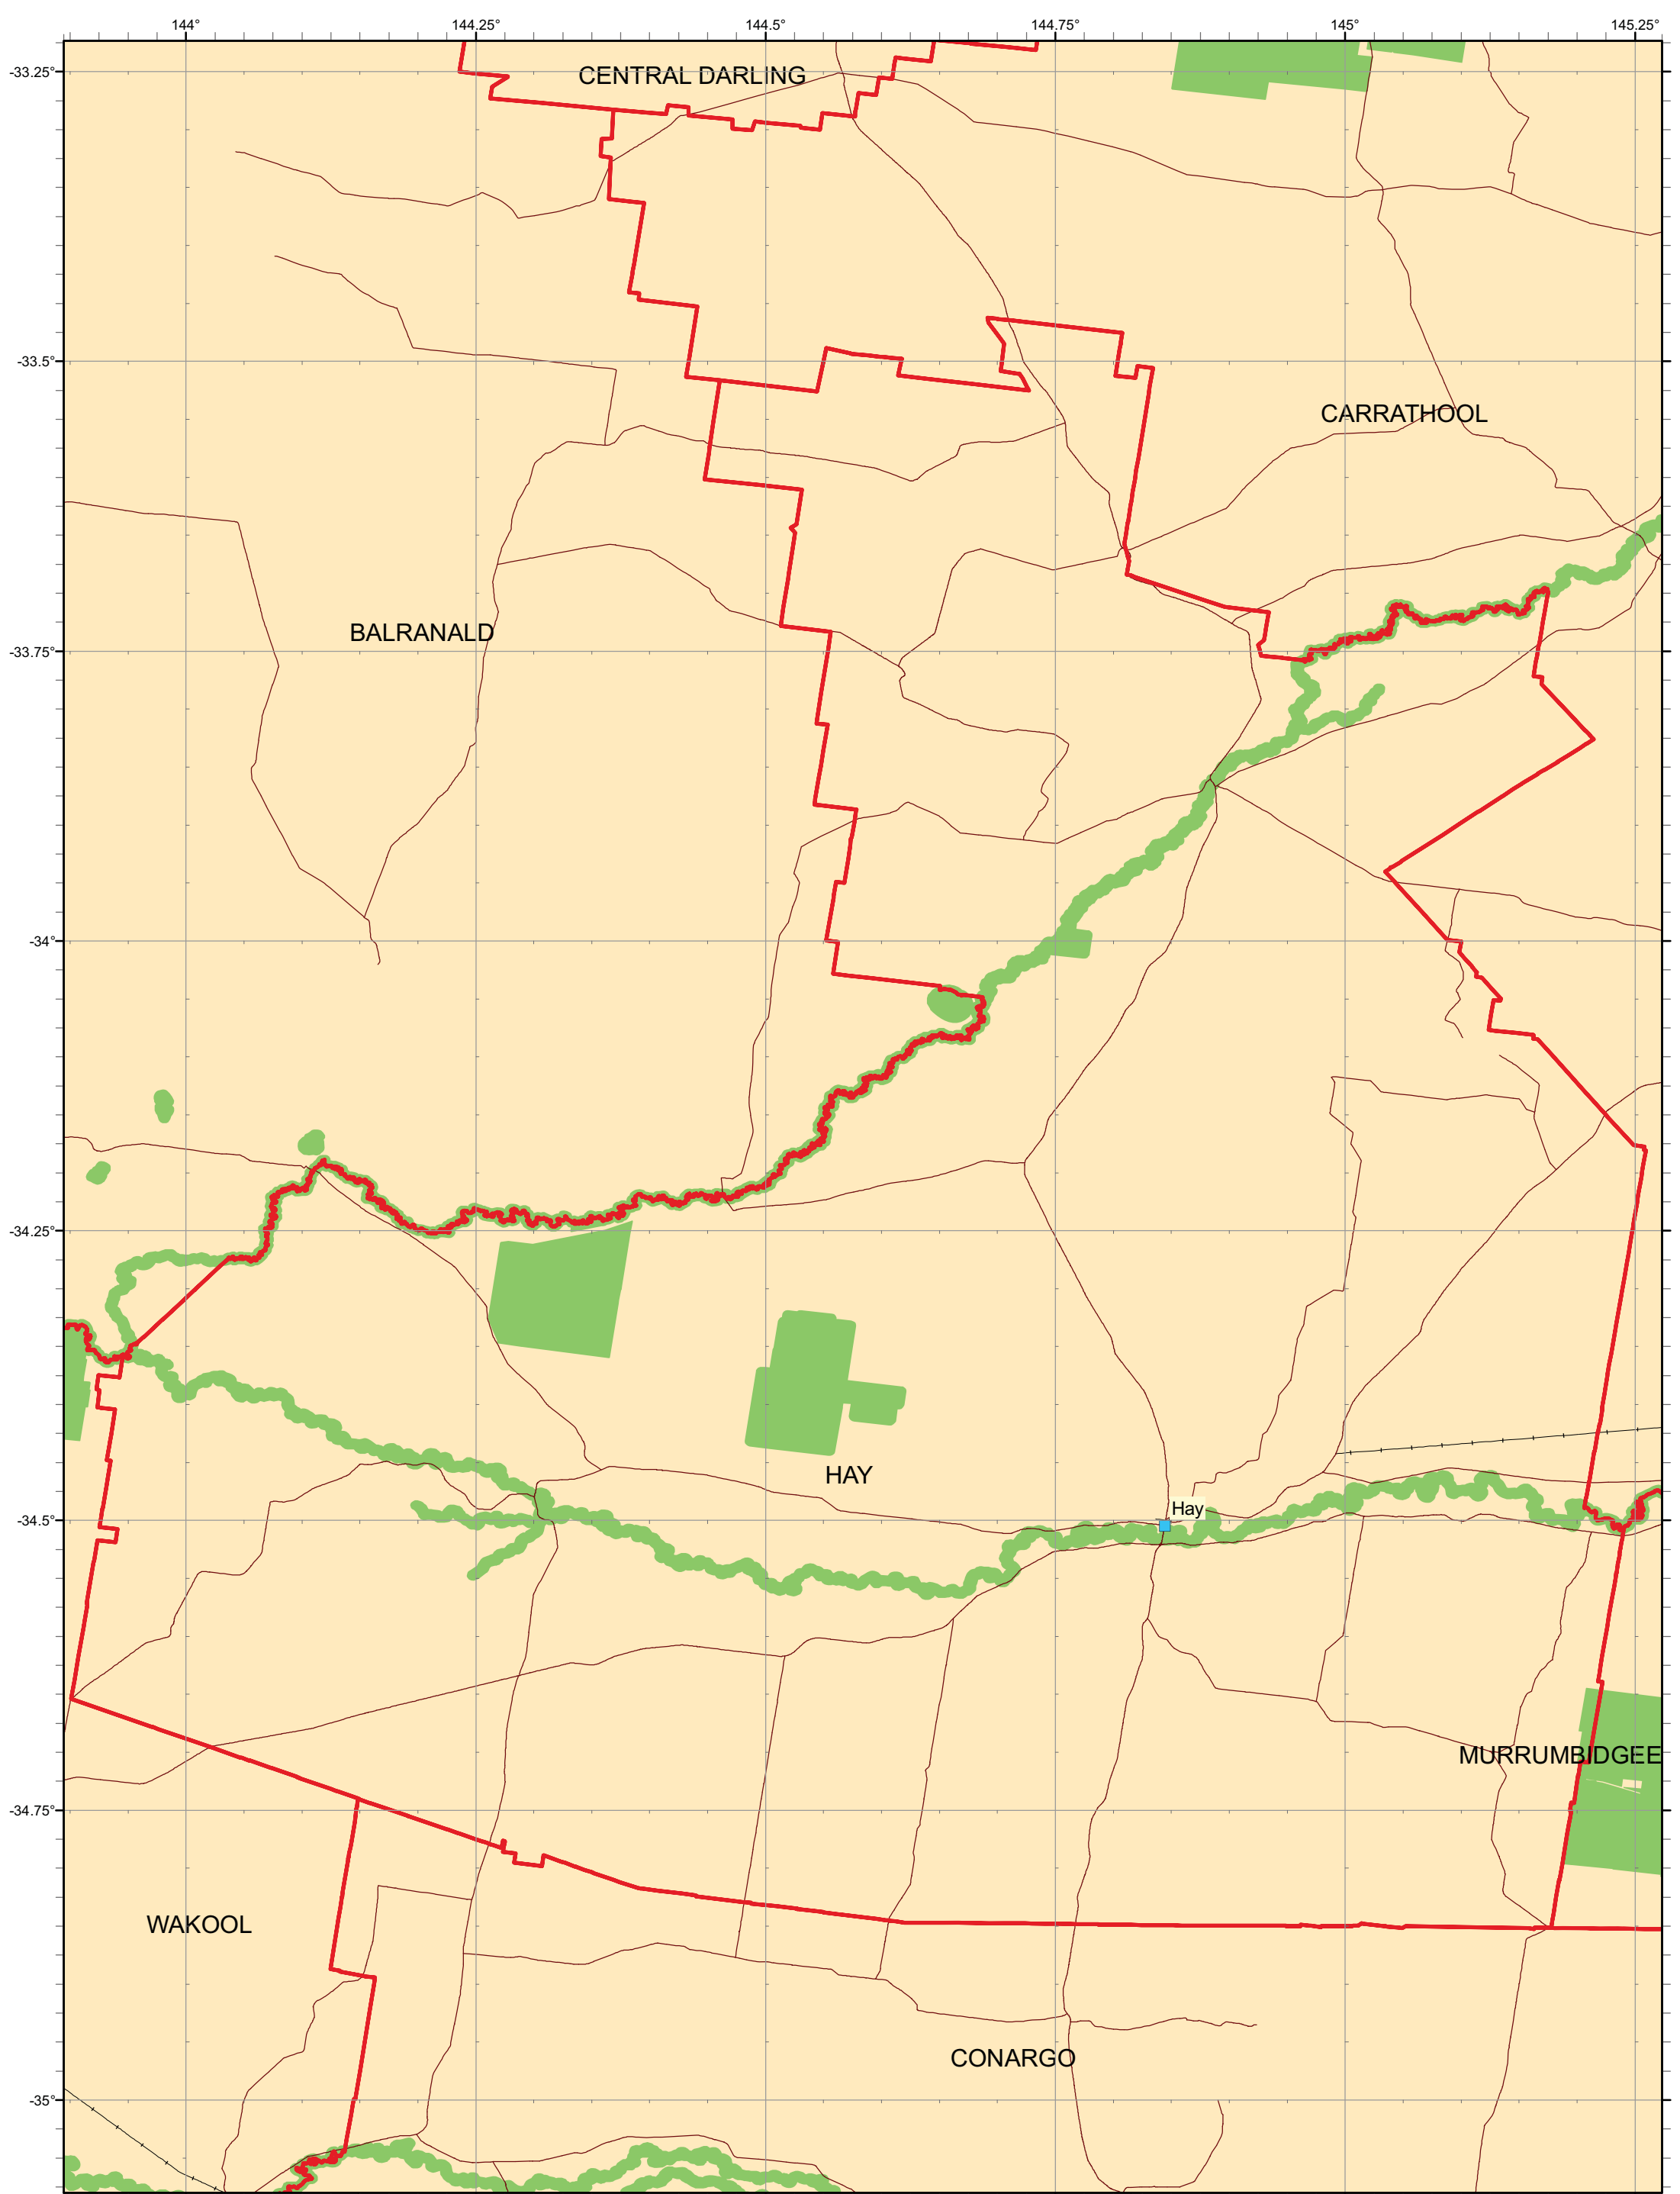 144° 144.25° 144.5° 144.75° 145° 145.25°
-33.25°
CENTRAL DARLING
-33.5°
CARRATHOOL
BALRANALD
-33.75°
-34°
-34.25°
HAY
Hay
-34.5°
MURRUMBIDGEE
-34.75°
WAKOOL
CONARGO
-35°